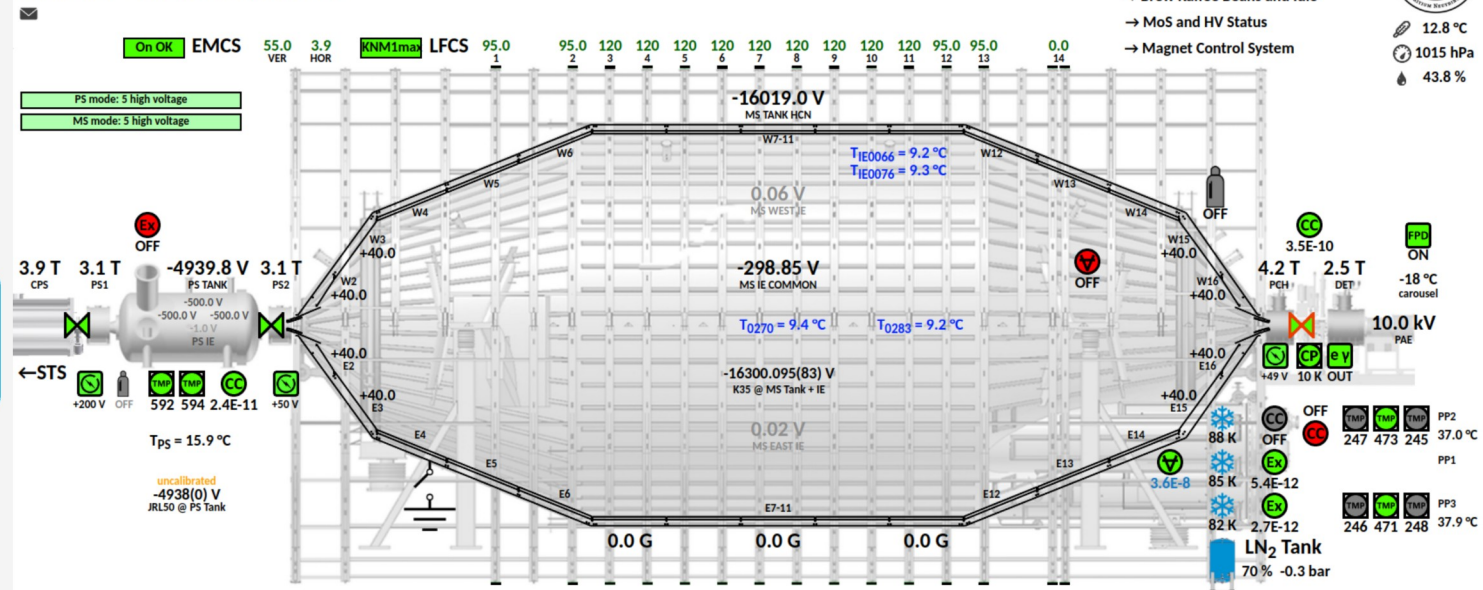 → MoS and HV Status
→ Magnet Control System
12.8 °C
1015 hPa
43.8 %
On OK EMCS
55.0 VER
3.9 HOR
KNM1max LFCS
95.0 95.0 120 120 120 120 120 120 120 120 120 95.0 95.0 0.0
1 2 3 4 5 6 7 8 9 10 11 12 13 14
PS mode: 5 high voltage
MS mode: 5 high voltage
-16019.0 V
MS TANK HCN
W7-11
W6
W5
W4
W3
W2
W12
W13
W14
W15
W16
TIE0066 = 9.2 °C
TIE0076 = 9.3 °C
0.06 V
MS WEST IE
OFF
Ex
OFF
CC
3.5E-10
FPD
ON
-18 °C
carousel
3.9 T
CPS
3.1 T
PS1
-4939.8 V
PS TANK
3.1 T
PS2
-500.0 V
-500.0 V -500.0 V
-1.0 V
PS IE
+40.0
+40.0
+40.0
+40.0
-298.85 V
MS IE COMMON
OFF
+40.0
+40.0
+40.0
+40.0
4.2 T
PCH
2.5 T
DET
10.0 kV
PAE
T0270 = 9.4 °C
T0283 = 9.2 °C
-16300.095(83) V
K35 @ MS Tank + IE
←STS
+200 V
OFF
TMP
592
TMP
594
CC
2.4E-11
+50 V
+49 V
CP
10 K
e γ
OUT
TPS = 15.9 °C
uncalibrated
-4938(0) V
JRL50 @ PS Tank
0.02 V
MS EAST IE
E2
E3
E4
E5
E6
E7-11
E12
E13
E14
E15
E16
3.6E-8
88 K
CC
OFF
OFF
CC
TMP TMP TMP
247 473 245
PP2
37.0 °C
85 K
Ex
5.4E-12
PP1
82 K
Ex
2.7E-12
TMP TMP TMP
246 471 248
PP3
37.9 °C
0.0 G 0.0 G 0.0 G
LN2 Tank
70 % -0.3 bar